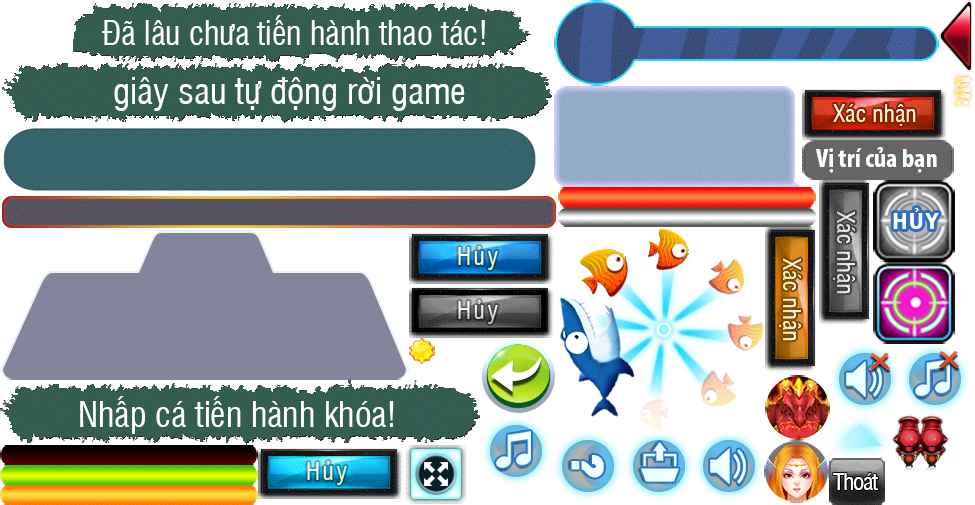 Đã lâu chưa tiến hành thao tác!
giây sau tự động rời game
Xác nhận
Vị trí của bạn
Xác nhận
HỦY
Hủy
Xác nhận
Hủy
Nhấp cá tiến hành khóa!
Hủy
Thoát